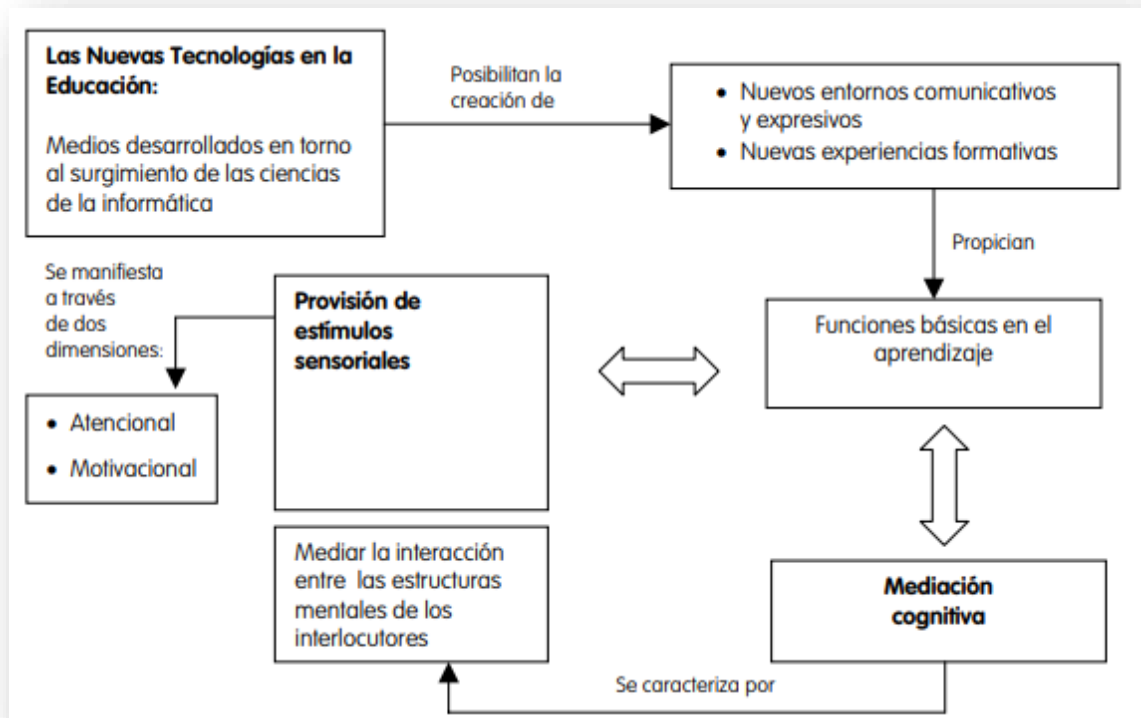 Las Nuevas Tecnologías en la
Educación:
Medios desarrollados en torno
al surgimiento de las ciencias
de la informática
Posibilitan la
creación de
• Nuevos entornos comunicativos
y expresivos
• Nuevas experiencias formativas
Propician
Se manifiesta
a través
de dos
dimensiones:
Provisión de
estímulos
sensoriales
Funciones básicas en el
aprendizaje
• Atencional
• Motivacional
Mediar la interacción
entre las estructuras
mentales de los
interlocutores
Mediación
cognitiva
Se caracteriza por